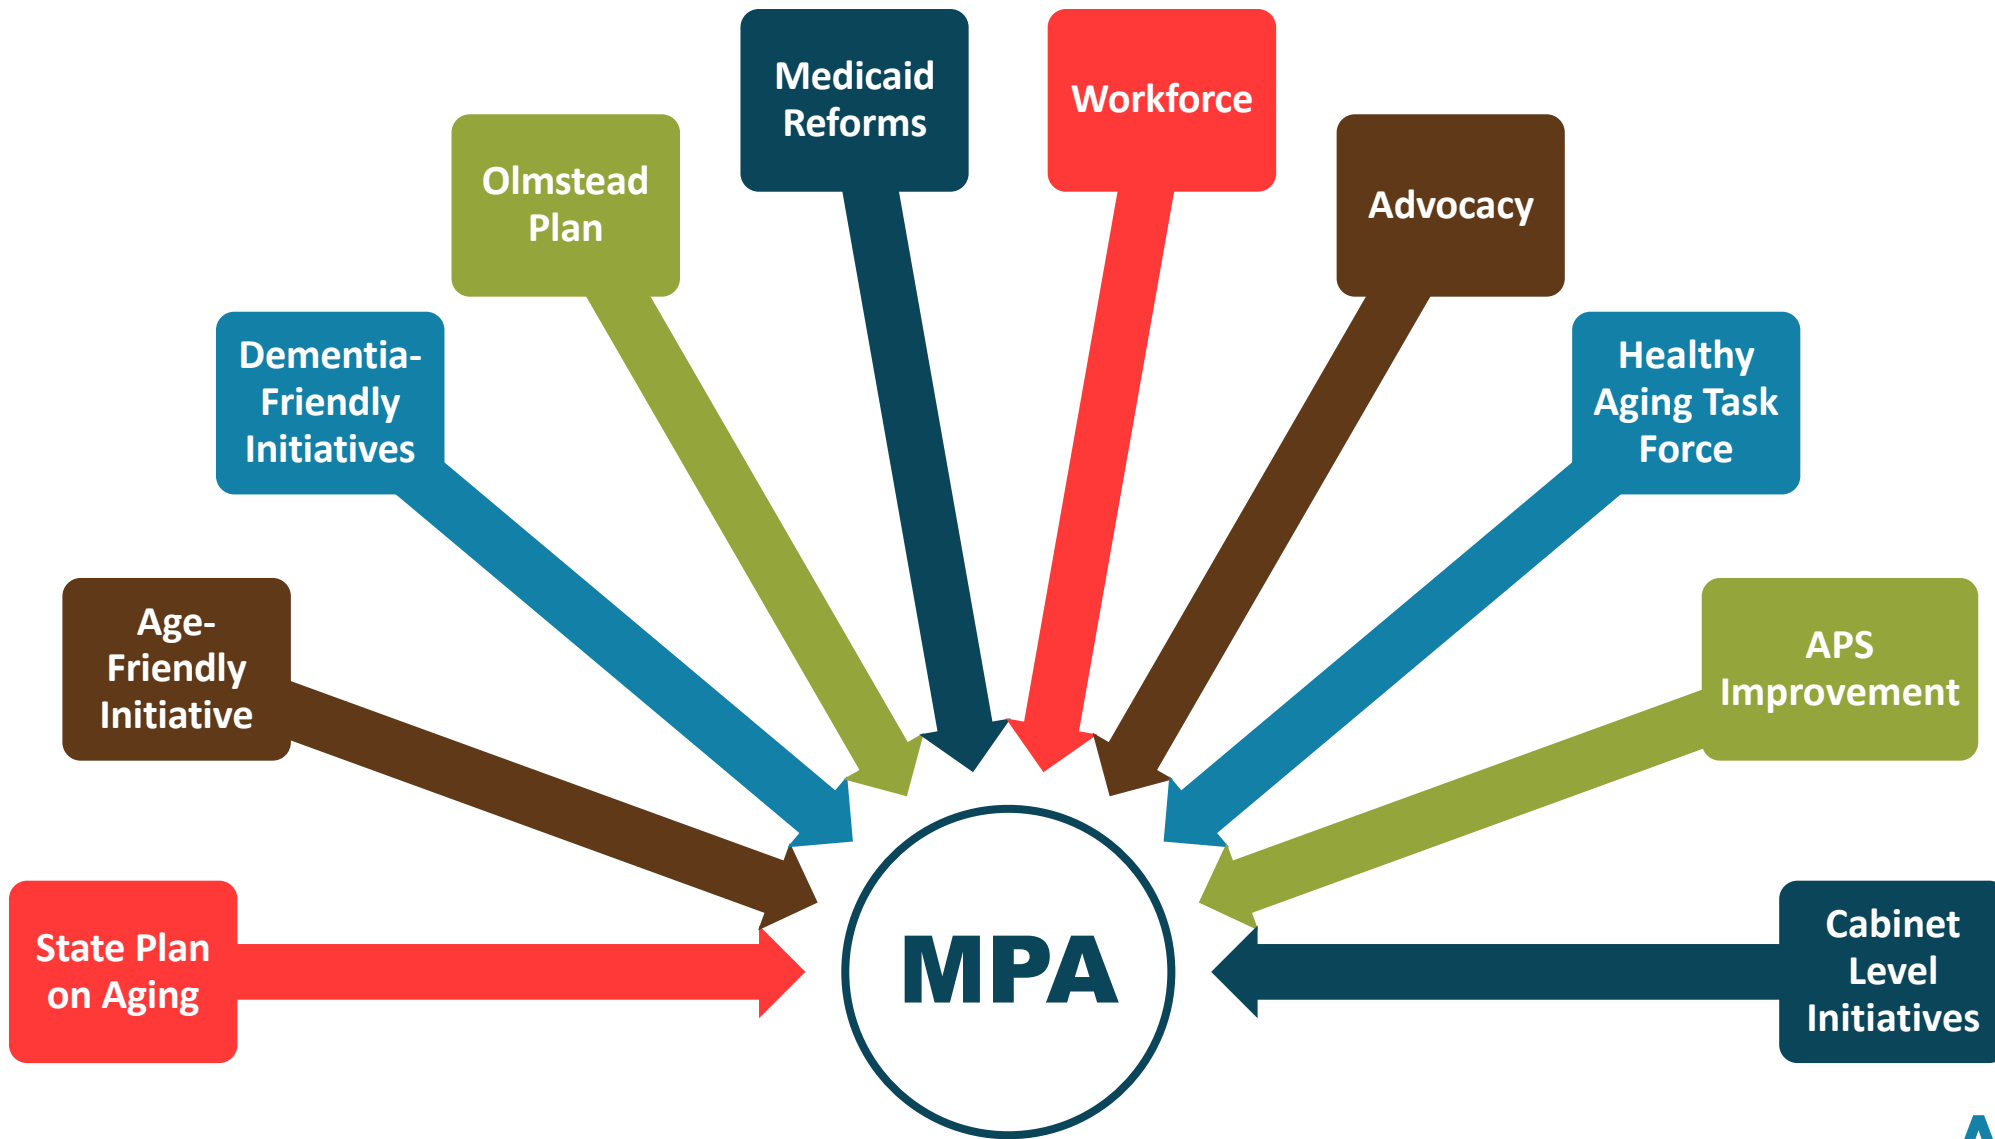 Medicaid
Reforms
Workforce
Olmstead
Plan
Advocacy
Dementia-
Friendly
Initiatives
Healthy
Aging Task
Force
Age-
Friendly
Initiative
APS
Improvement
State Plan
on Aging
MPA
Cabinet
Level
Initiatives